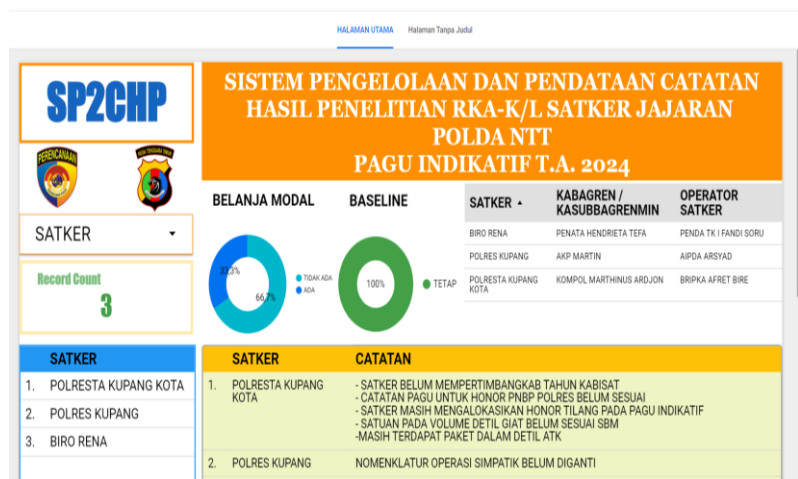 HALAMAN UTAMA
Halaman Tanpa Judul
SP2CHP
SISTEM PENGELOLAAN DAN PENDATAAN CATATAN
HASIL PENELITIAN RKA-K/L SATKER JAJARAN
POLDA NTT
PAGU INDIKATIF T.A. 2024
PERENCANAAN
NUSA TENGGARA TIMUR
SATKER
Record Count
3
BELANJA MODAL
33,3%
66,7%
TIDAK ADA
ADA
BASELINE
100%
TETAP
SATKER
KABAGREN /
KASUBBAGRENMIN
OPERATOR
SATKER
BIRO RENA
PENATA HENDRIETA TEFA
PENDA TK I FANDI SORU
POLRES KUPANG
AKP MARTIN
AIPDA ARSYAD
POLRESTA KUPANG
KOTA
KOMPOL MARTHINUS ARDJON
BRIPKA AFRET BIRE
SATKER
1. POLRESTA KUPANG KOTA
2. POLRES KUPANG
3. BIRO RENA
SATKER
CATATAN
1. POLRESTA KUPANG
KOTA
- SATKER BELUM MEMPERTIMBANGKAB TAHUN KABISAT
- CATATAN PAGU UNTUK HONOR PNBP POLRES BELUM SESUAI
- SATKER MASIH MENGALOKASIKAN HONOR TILANG PADA PAGU INDIKATIF
- SATUAN PADA VOLUME DETIL GIAT BELUM SESUAI SBM
-MASIH TERDAPAT PAKET DALAM DETIL ATK
2. POLRES KUPANG
NOMENKLATUR OPERASI SIMPATIK BELUM DIGANTI